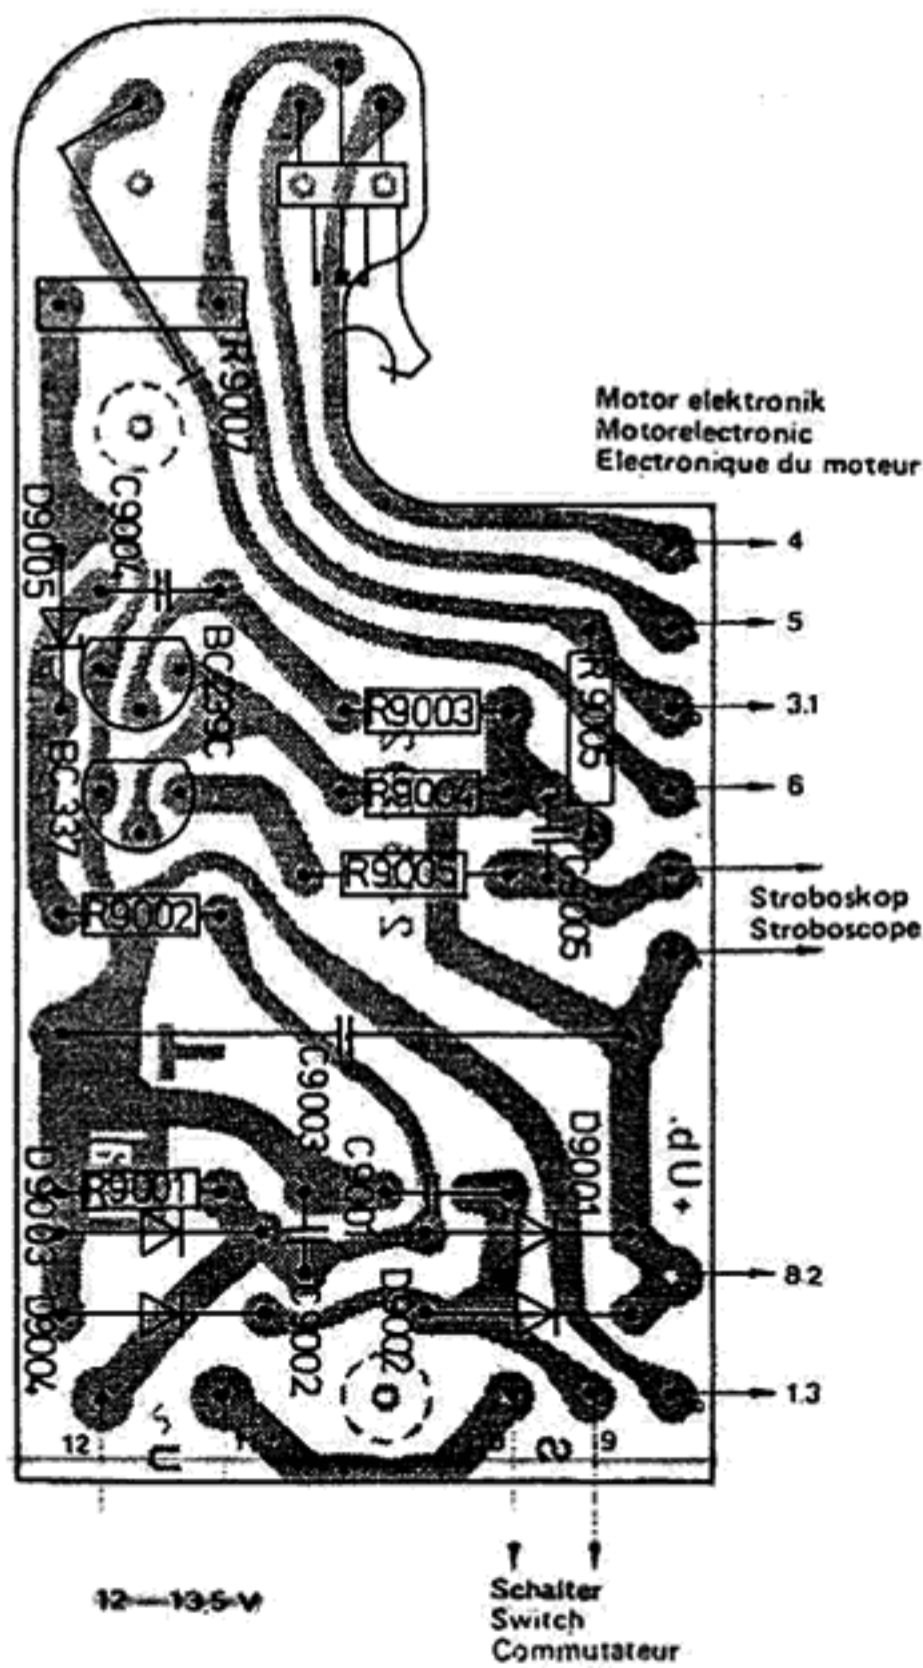 R9007
Motor elektronik
Motorelectronic
Electronique du moteur
D9005
C9004
4
5
BC239C
R9003
R9006
3.1
BC337
R9004
6
R9005
C9005
Stroboskop
Stroboscope
R9002
C9003
C9001
D9001
R9001
D9003
8.2
D9004
C9002
D9002
1.3
12
9
12—13,5 V
Schalter
Switch
Commutateur